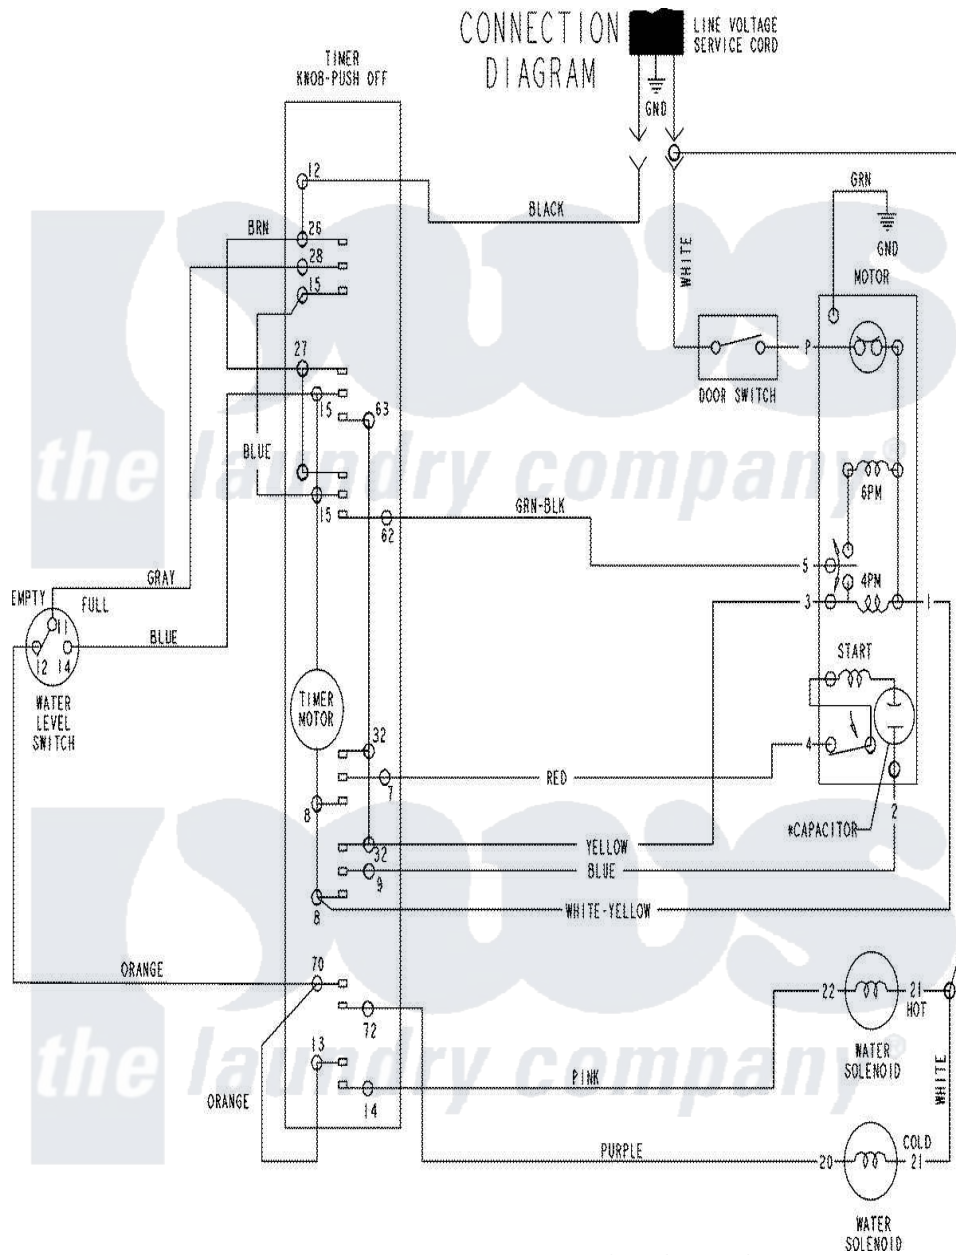 CONNECTION
DIAGRAM
LINE VOLTAGE
SERVICE CORD
GND
TIMER
KNOB-PUSH OFF
12
BLACK
GRN
GND
BRN
26
28
15
WHITE
MOTOR
27
P
DOOR SWITCH
15
63
BLUE
the laundry company®
6PM
15
62
GRN-BLK
GRAY
5
4PM
EMPTY
FULL
3
1
11
BLUE
12
14
START
WATER
LEVEL
SWITCH
TIMER
MOTOR
32
4
RED
7
8
2
*CAPACITOR
32
YELLOW
BLUE
9
8
WHITE-YELLOW
ORANGE
70
22
21
HOT
72
13
WATER
SOLENOID
the laundry company®
PINK
ORANGE
14
WHITE
PURPLE
COLD
20
21
WATER
SOLENOID